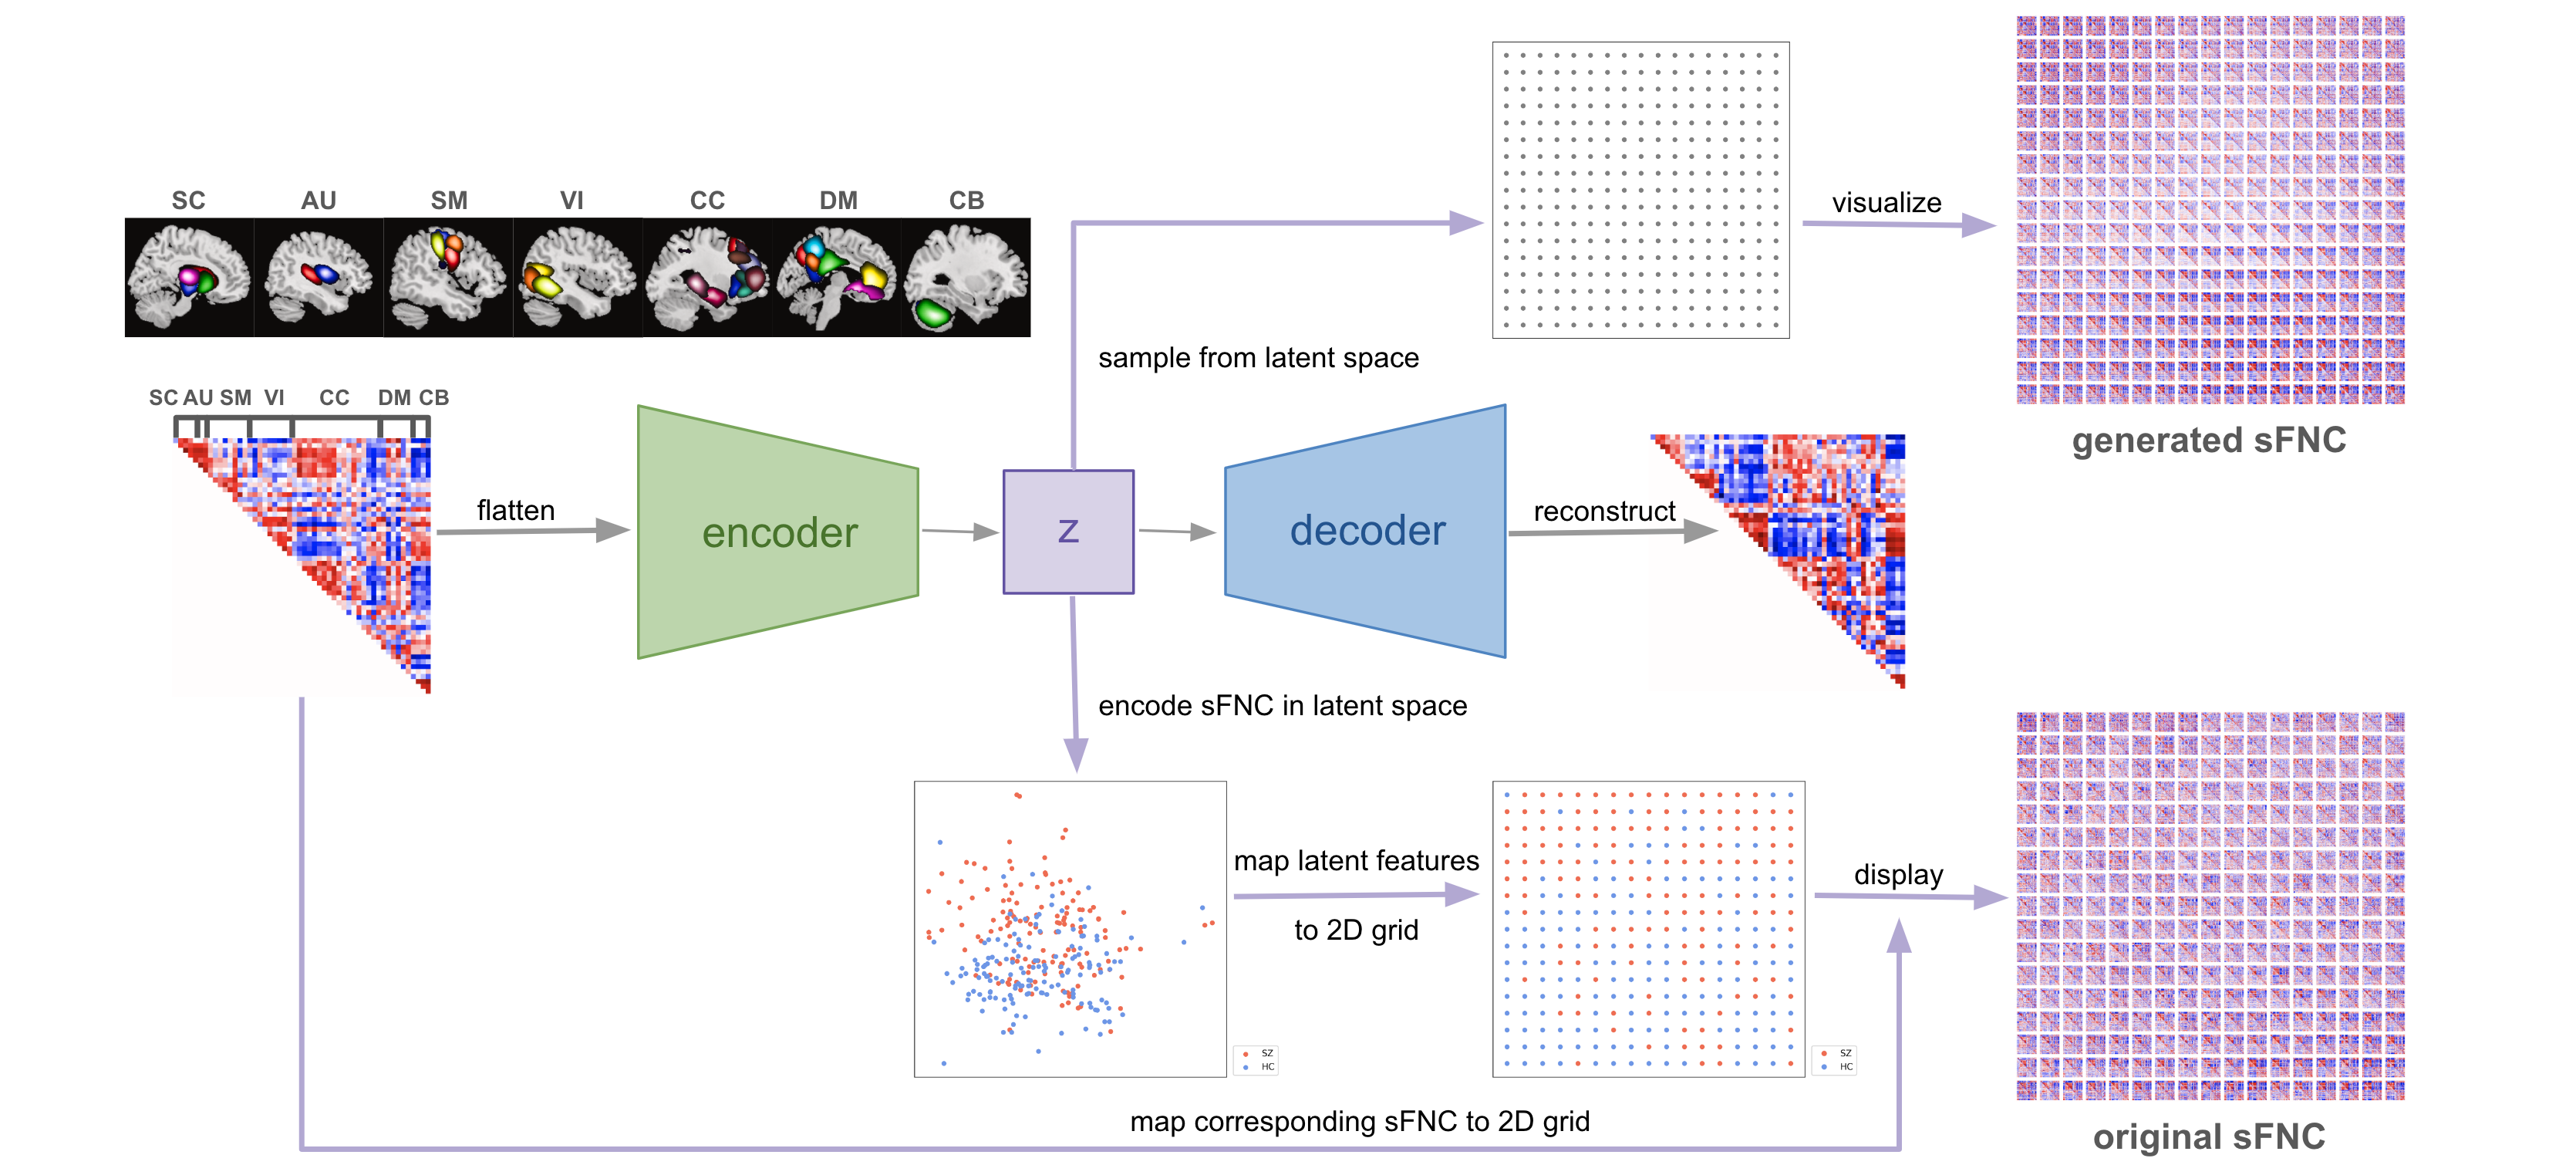 SC AU SM VI CC DM CB
visualize
sample from latent space
SC AU SM VI CC DM CB
generated sFNC
flatten
encoder
z
decoder
reconstruct
encode sFNC in latent space
map latent features
to 2D grid
display
SZ
HC
SZ
HC
map corresponding sFNC to 2D grid
original sFNC